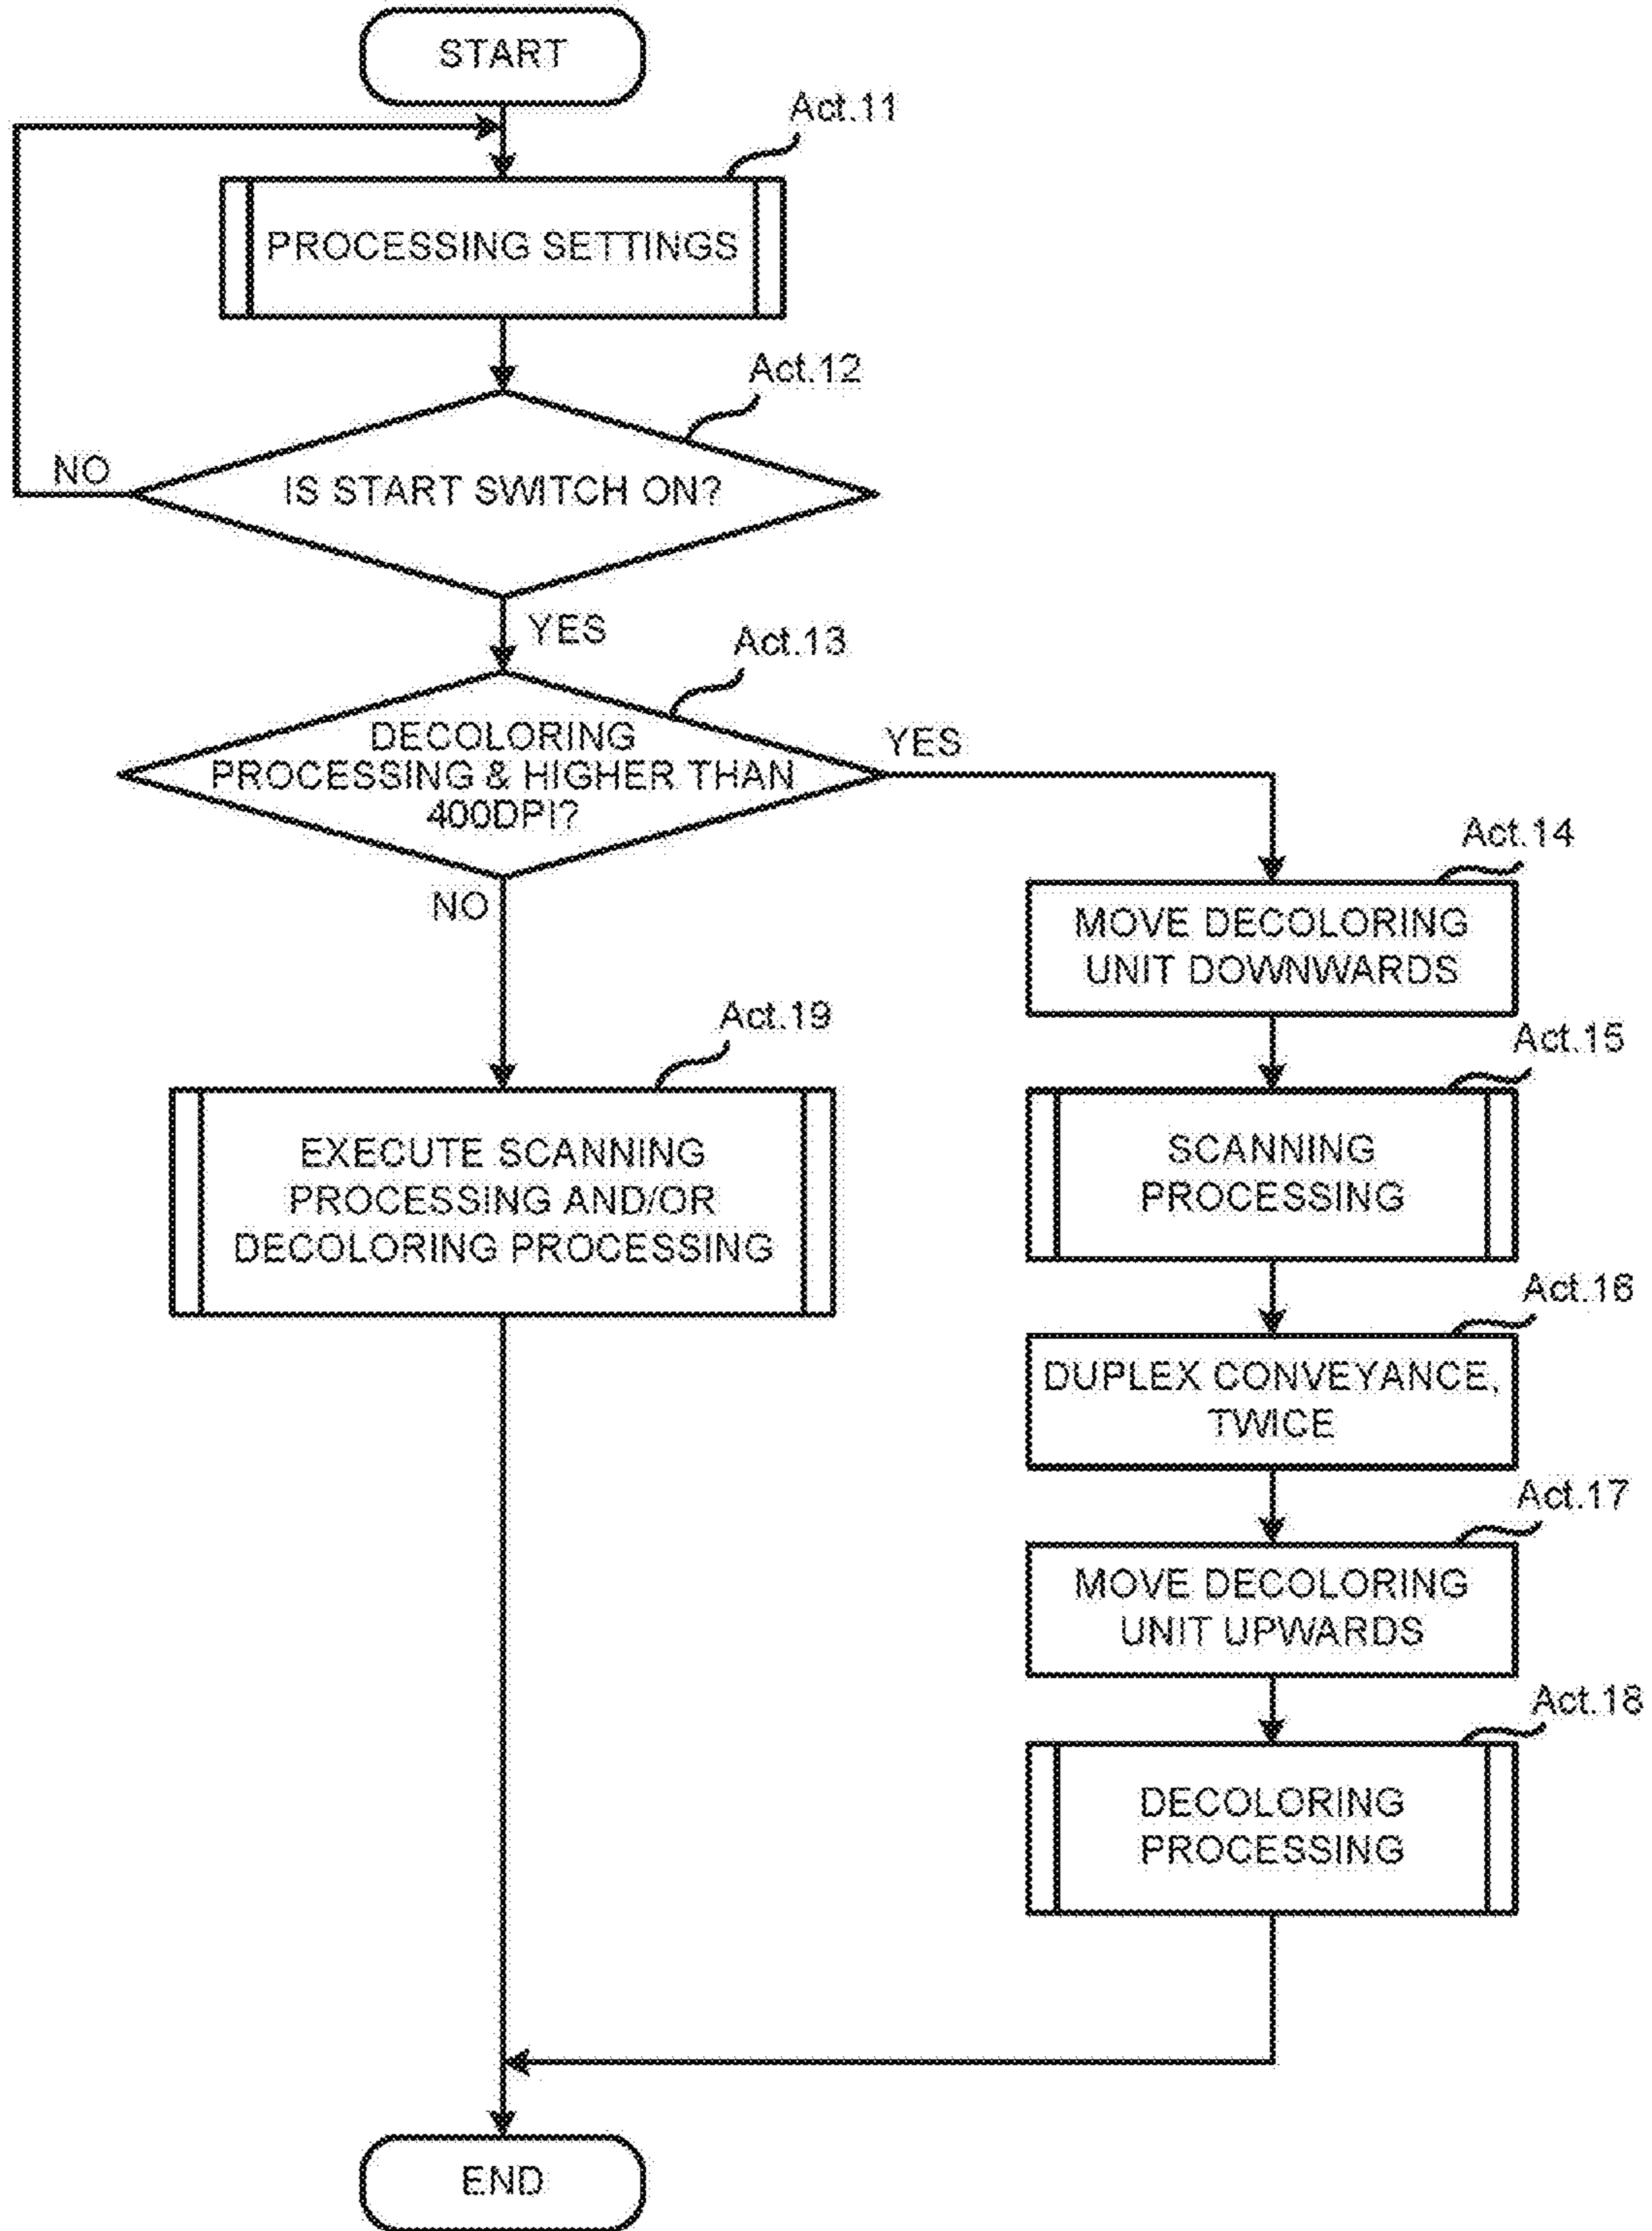 START
Act.11
PROCESSING SETTINGS
Act.12
IS START SWITCH ON?
NO
YES
Act.13
DECOLORING
PROCESSING & HIGHER THAN
400DPI?
YES
NO
Act.14
MOVE DECOLORING
UNIT DOWNWARDS
Act.19
EXECUTE SCANNING
PROCESSING AND/OR
DECOLORING PROCESSING
Act.15
SCANNING
PROCESSING
Act.16
DUPLEX CONVEYANCE,
TWICE
Act.17
MOVE DECOLORING
UNIT UPWARDS
Act.18
DECOLORING
PROCESSING
END